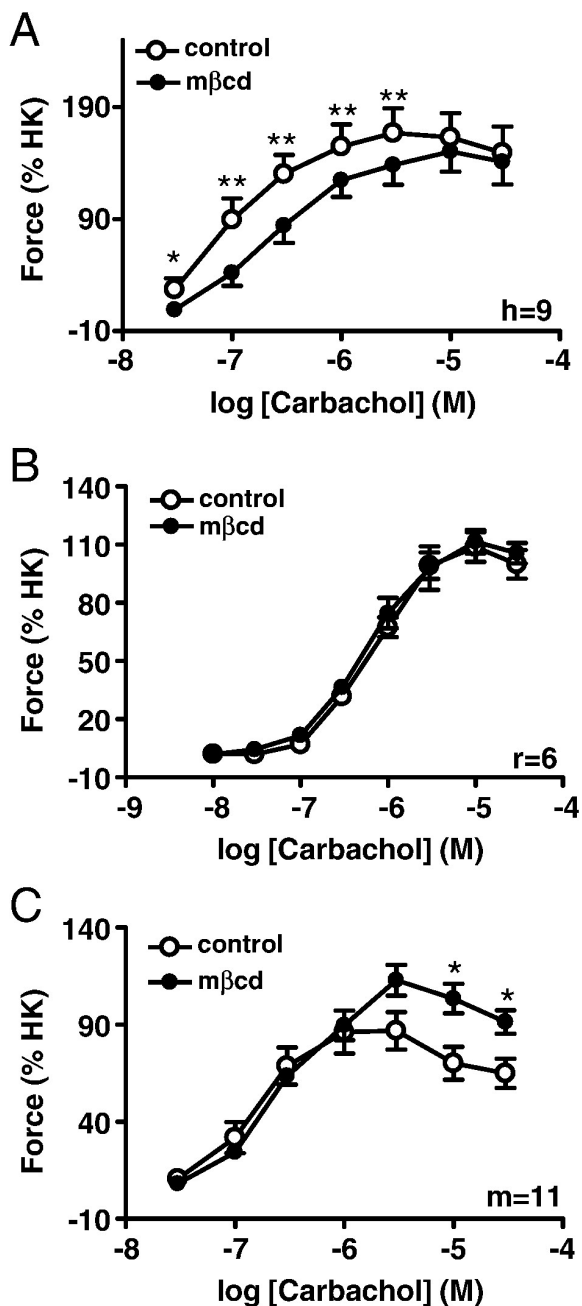 A
control
mβcd
* ** ** ** **
190
90
-10
Force (% HK)
h=9
-8 -7 -6 -5 -4
log [Carbachol] (M)
B
control
mβcd
140
110
80
50
20
-10
Force (% HK)
r=6
-9 -8 -7 -6 -5 -4
log [Carbachol] (M)
C
control
mβcd
* *
140
90
40
-10
Force (% HK)
m=11
-8 -7 -6 -5 -4
log [Carbachol] (M)